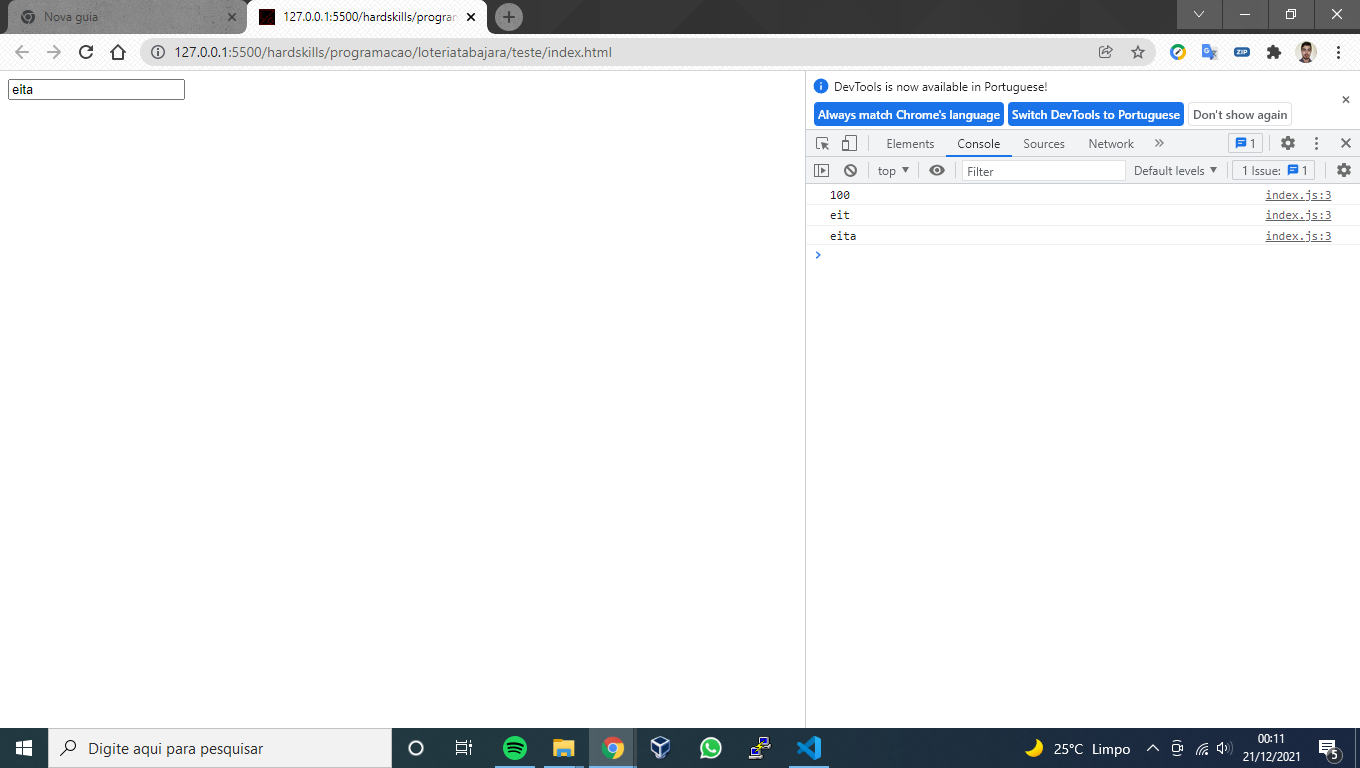 Nova guia
127.0.0.1:5500/hardskills/program
127.0.0.1:5500/hardskills/programacao/loteriatabajara/teste/index.html
ZIP
eita
DevTools is now available in Portuguese!
Always match Chrome's language Switch DevTools to Portuguese Don't show again
Elements Console Sources Network 1
top Filter Default levels 1 Issue: 1
100 index.js:3
eit index.js:3
eita index.js:3
Digite aqui para pesquisar
25°C Limpo
00:11
21/12/2021
5